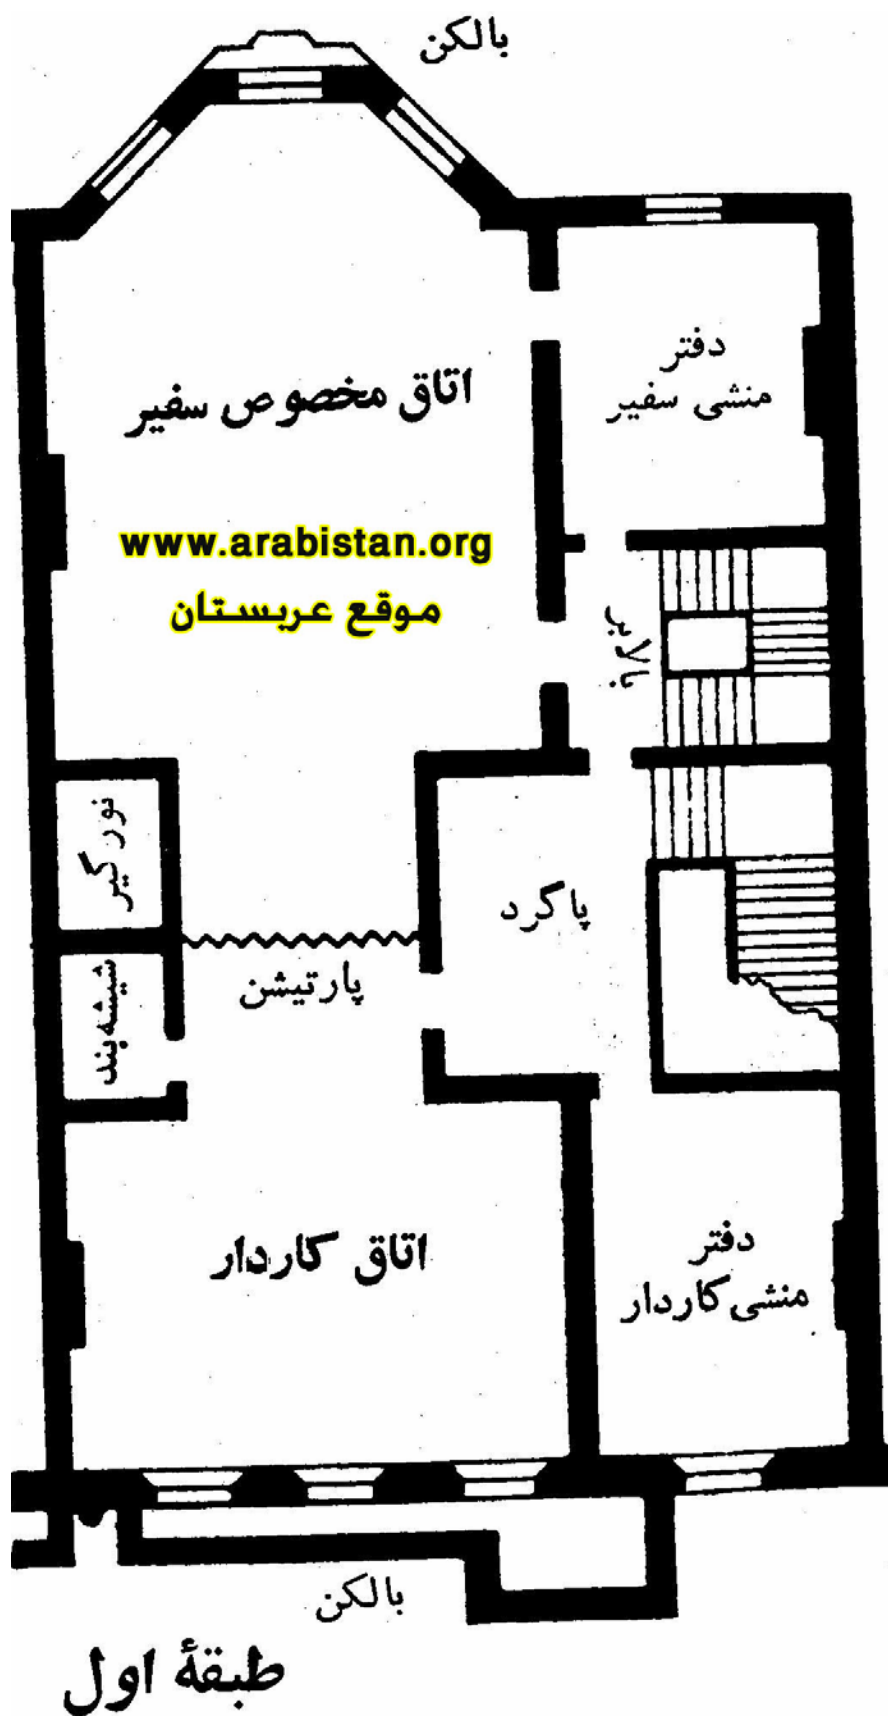 بالکن
دفتر
منشی سفیر
اتاق مخصوص سفیر
www.arabistan.org
موقع عربستان
بالابر
نورگیر
پاگرد
پارتیشن
شیشه‌بند
دفتر
منشی کاردار
اتاق کاردار
بالکن
طبقهٔ اول